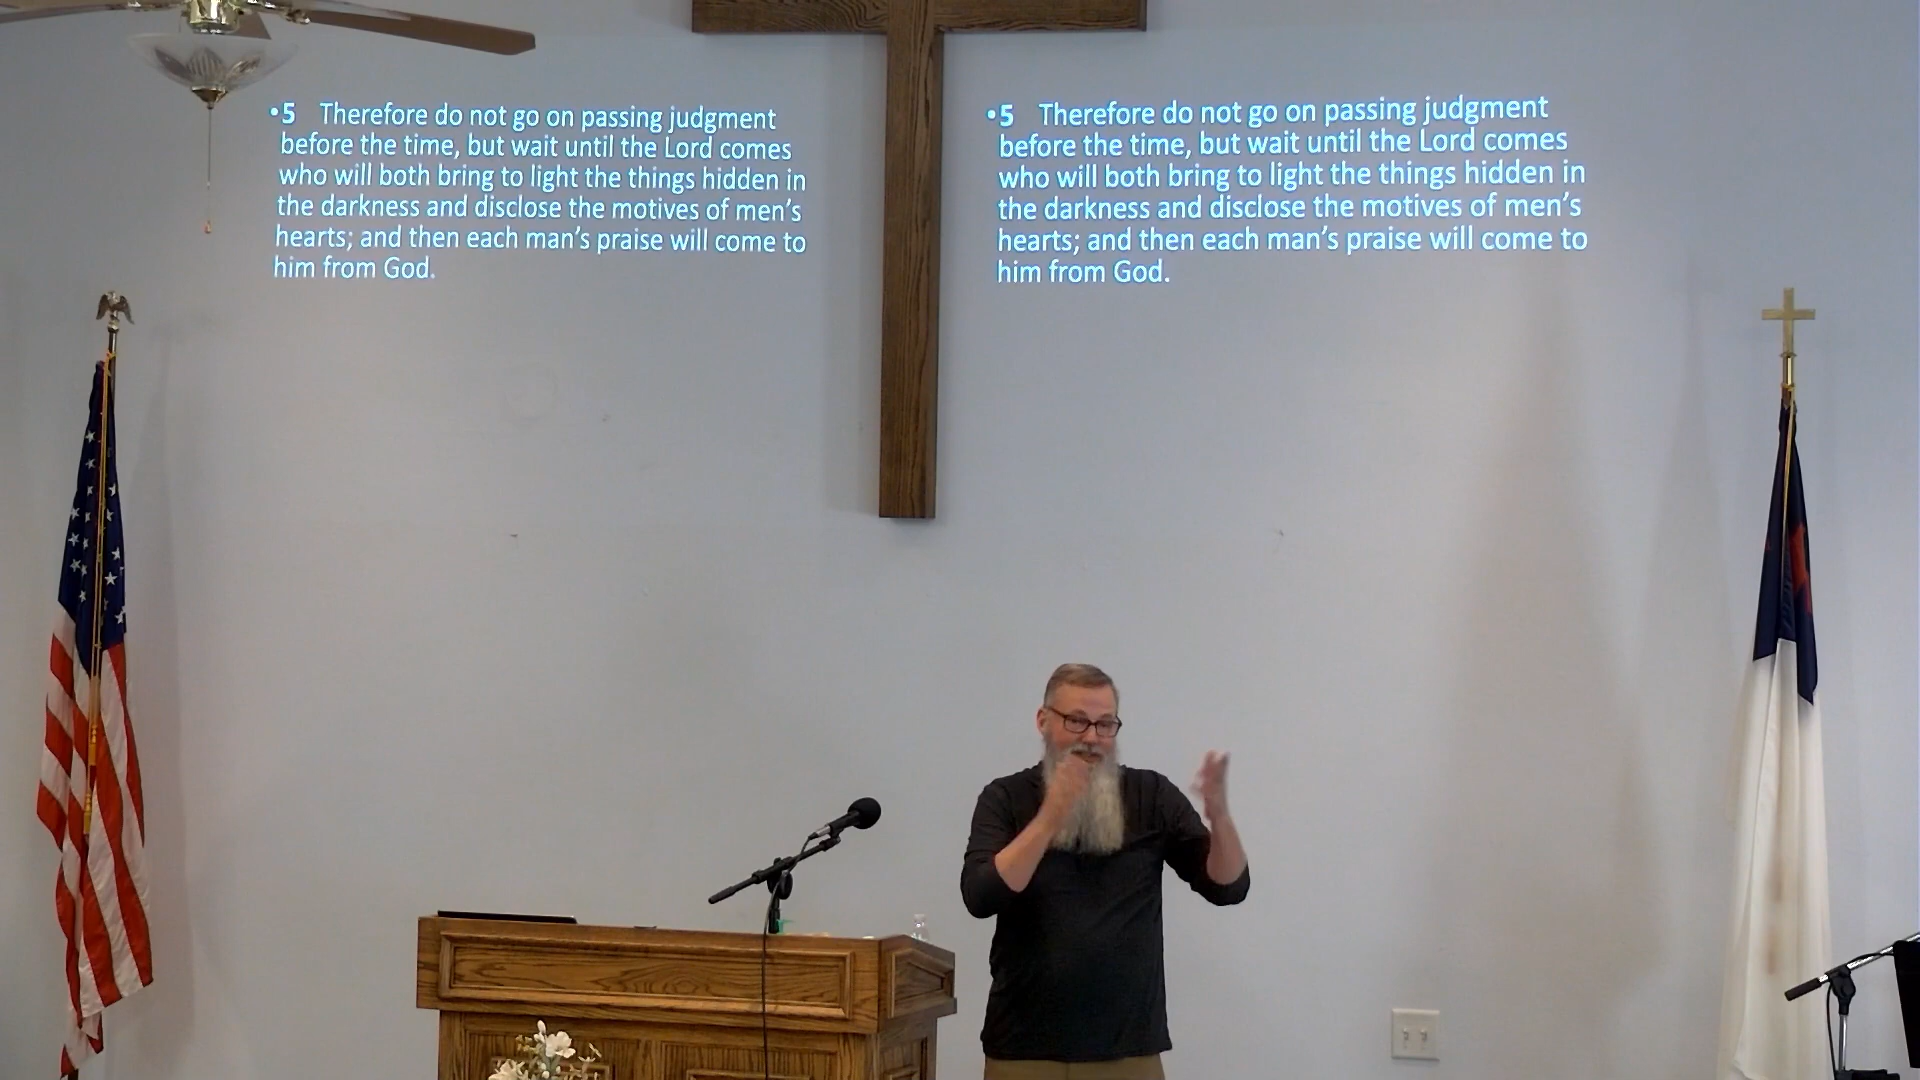 •5 Therefore do not go on passing judgment
before the time, but wait until the Lord comes
who will both bring to light the things hidden in
the darkness and disclose the motives of men’s
hearts; and then each man’s praise will come to
him from God.
•5 Therefore do not go on passing judgment
before the time, but wait until the Lord comes
who will both bring to light the things hidden in
the darkness and disclose the motives of men’s
hearts; and then each man’s praise will come to
him from God.